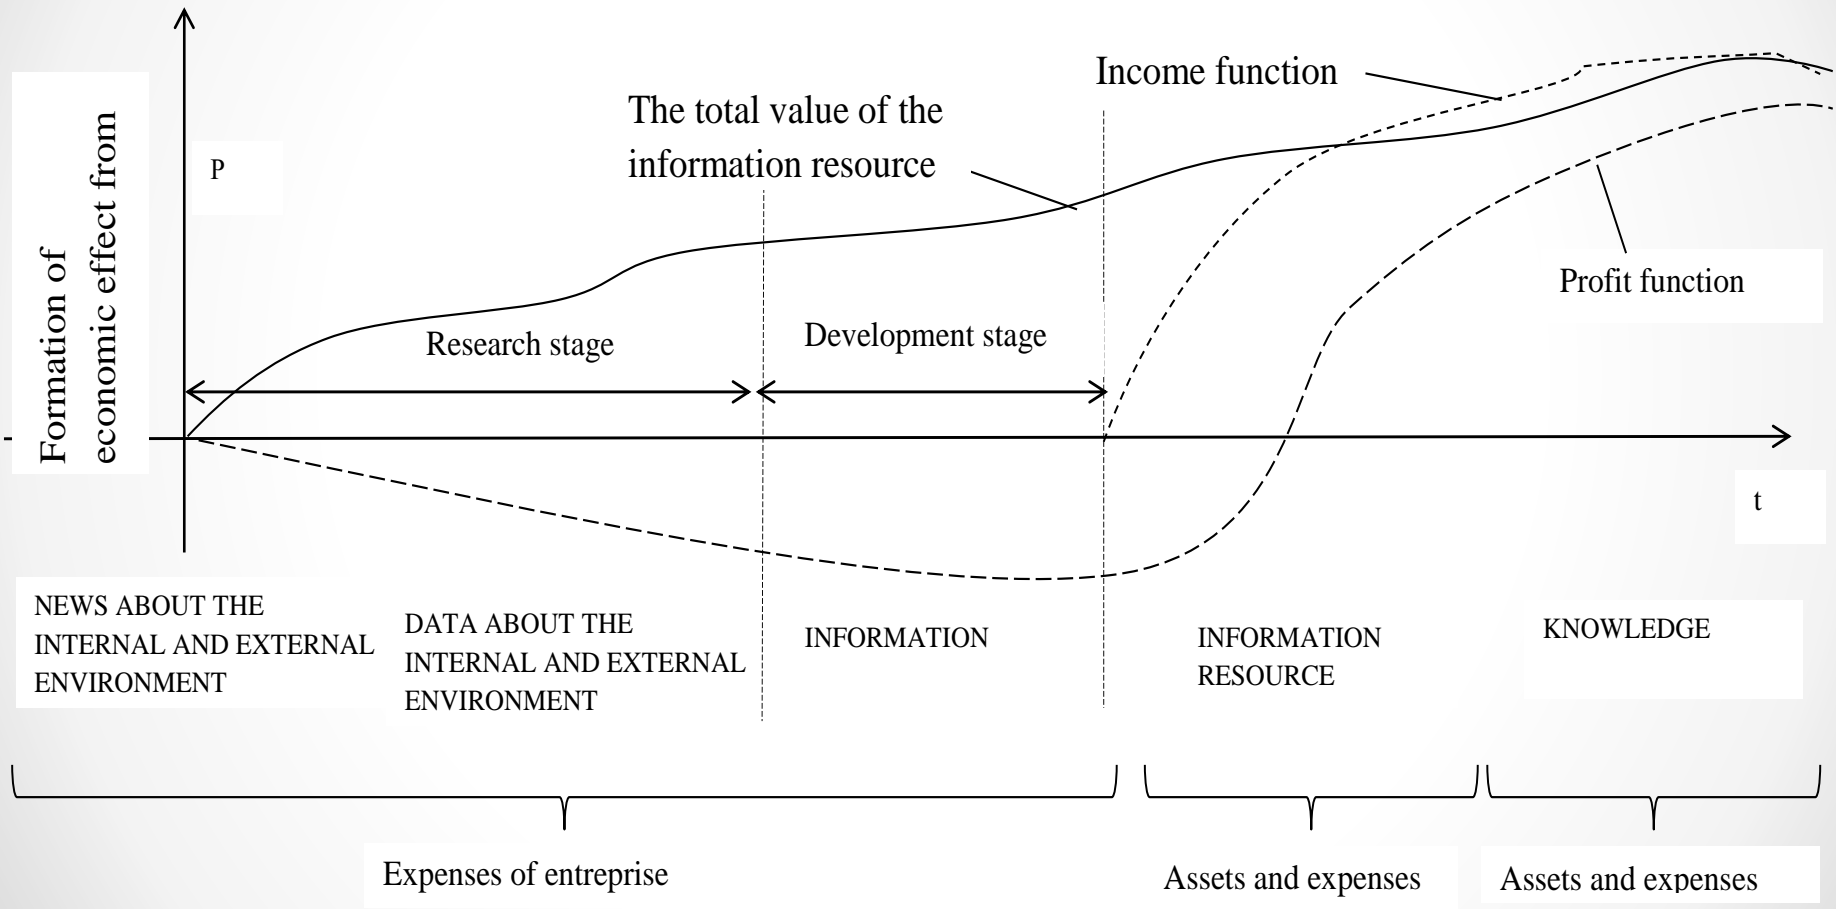 Formation of
economic effect from
P
The total value of the
information resource
Income function
Research stage
Development stage
Profit function
t
NEWS ABOUT THE
INTERNAL AND EXTERNAL
ENVIRONMENT
DATA ABOUT THE
INTERNAL AND EXTERNAL
ENVIRONMENT
INFORMATION
INFORMATION
RESOURCE
KNOWLEDGE
Expenses of entreprise
Assets and expenses
Assets and expenses